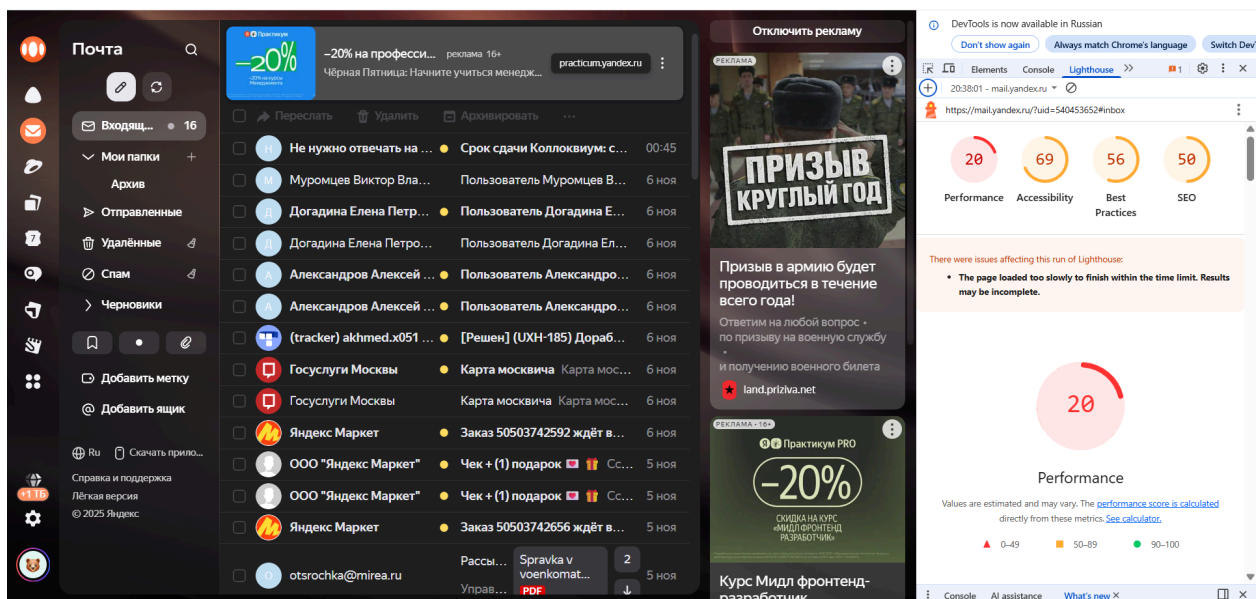 Почта
Входящ... 16
Мои папки
Архив
Отправленные
Удалённые
Спам
Черновики
Добавить метку
Добавить ящик
Ru Скачать прило...
Справка и поддержка
Лёгкая версия
© 2025 Яндекс
+1 ТБ
7
Практикум
–20%
–20% на курсы
Менеджмента
–20% на професси... реклама 16+
Чёрная Пятница: Начните учиться менедж...
practicum.yandex.ru
Переслать Удалить Архивировать ...
Н Не нужно отвечать на ... Срок сдачи Коллоквиум: с... 00:45
М Муромцев Виктор Вла... Пользователь Муромцев В... 6 ноя
Д Догадина Елена Петр... Пользователь Догадина Е... 6 ноя
Д Догадина Елена Петро... Пользователь Догадина Ел... 6 ноя
А Александров Алексей ... Пользователь Александро... 6 ноя
А Александров Алексей ... Пользователь Александро... 6 ноя
(tracker) akhmed.x051 ... [Решен] (UXH-185) Дораб... 6 ноя
Госуслуги Москвы Карта москвича Карта мос... 6 ноя
Госуслуги Москвы Карта москвича Карта мос... 6 ноя
Яндекс Маркет Заказ 50503742592 ждёт в... 6 ноя
ООО "Яндекс Маркет" Чек + (1) подарок 💌 🎁 Сс... 5 ноя
ООО "Яндекс Маркет" Чек + (1) подарок 💌 🎁 Сс... 5 ноя
Яндекс Маркет Заказ 50503742656 ждёт в... 5 ноя
О otsrochka@mirea.ru Рассы... 5 ноя
Управ...
Spravka v
voenkomat...
PDF
2
Отключить рекламу
РЕКЛАМА
ПРИЗЫВ
КРУГЛЫЙ ГОД
Призыв в армию будет
проводиться в течение
всего года!
Ответим на любой вопрос •
по призыву на военную службу
•
и получению военного билета
land.priziva.net
РЕКЛАМА • 16+
Я Практикум PRO
–20%
СКИДКА НА КУРС
«МИДЛ ФРОНТЕНД
РАЗРАБОТЧИК»
Курс Мидл фронтенд-
разработчик
DevTools is now available in Russian
Don't show again Always match Chrome's language Switch Dev
Elements Console Lighthouse 1
20:38:01 - mail.yandex.ru
https://mail.yandex.ru/?uid=540453652#inbox
20 69 56 50
Performance Accessibility Best
Practices SEO
There were issues affecting this run of Lighthouse:
• The page loaded too slowly to finish within the time limit. Results
may be incomplete.
20
Performance
Values are estimated and may vary. The performance score is calculated
directly from these metrics. See calculator.
0–49 50–89 90–100
Console AI assistance What's new